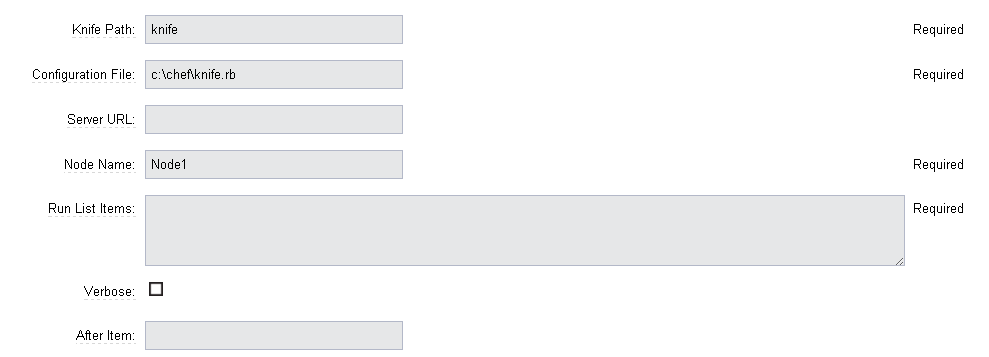 Knife Path: knife Required
Configuration File: c:\chef\knife.rb Required
Server URL:
Node Name: Node1 Required
Run List Items: Required
Verbose:
After Item: